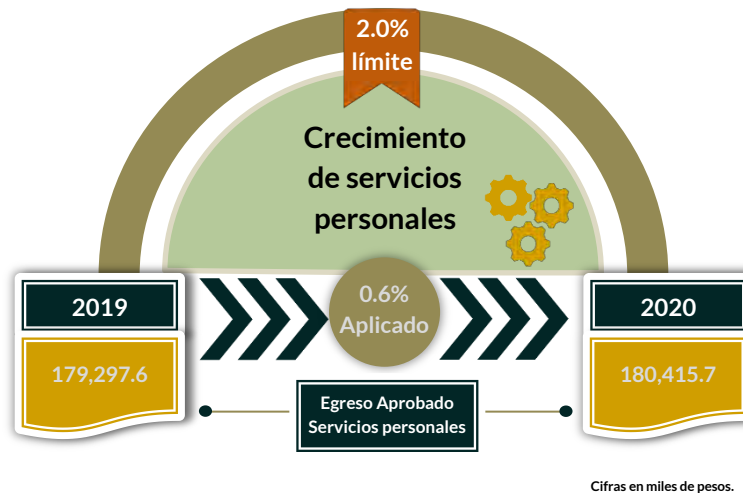 2.0%
límite
Crecimiento
de servicios
personales
2019
0.6%
Aplicado
2020
179,297.6
180,415.7
Egreso Aprobado
Servicios personales
Cifras en miles de pesos.